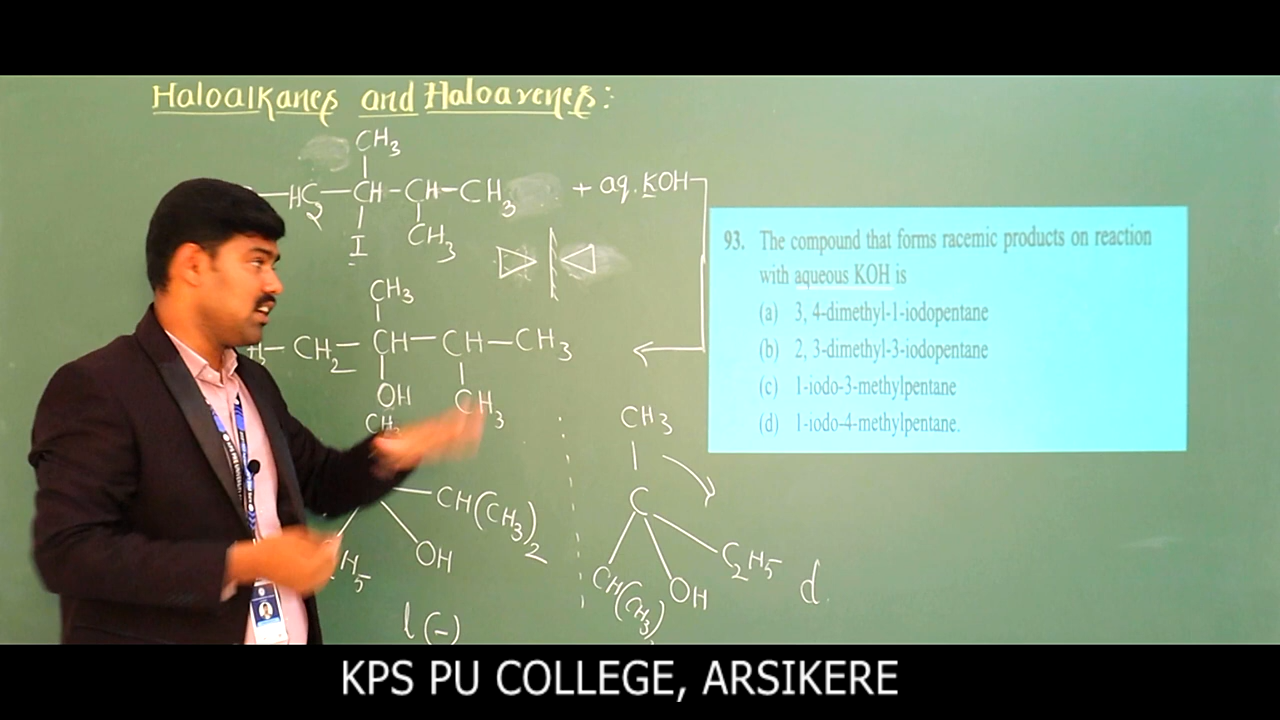 Haloalkanes and Haloarenes:
CH3
H2C—CH-CH-CH3 + aq. KOH
I CH3
CH3
CH2—CH—CH—CH3
OH CH3
CH3
CH(CH3)2
OH
l (-)
CH3
C
C2H5
CH(CH3)
OH
d
93. The compound that forms racemic products on reaction
with aqueous KOH is
(a) 3, 4-dimethyl-1-iodopentane
(b) 2, 3-dimethyl-3-iodopentane
(c) 1-iodo-3-methylpentane
(d) 1-iodo-4-methylpentane.
KPS PU COLLEGE, ARSIKERE